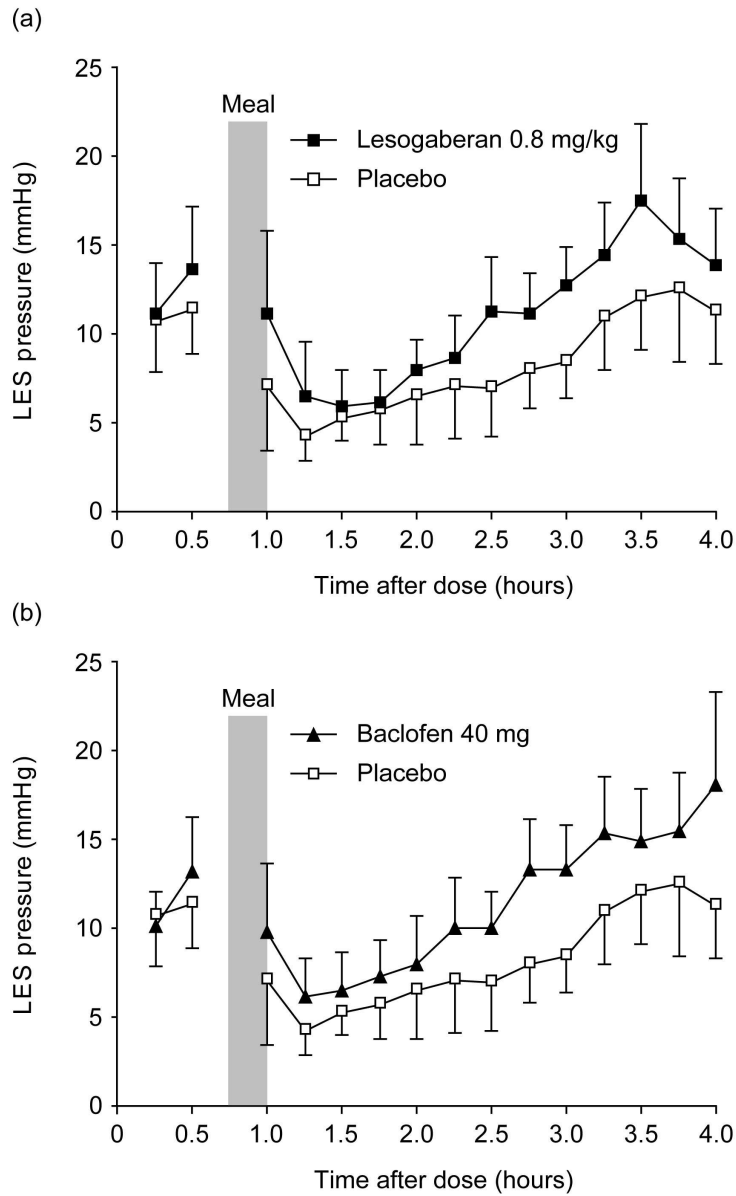 (a)
25
20
15
10
5
0
LES pressure (mmHg)
Meal
Lesogaberan 0.8 mg/kg
Placebo
0 0.5 1.0 1.5 2.0 2.5 3.0 3.5 4.0
Time after dose (hours)
(b)
25
20
15
10
5
0
LES pressure (mmHg)
Meal
Baclofen 40 mg
Placebo
0 0.5 1.0 1.5 2.0 2.5 3.0 3.5 4.0
Time after dose (hours)